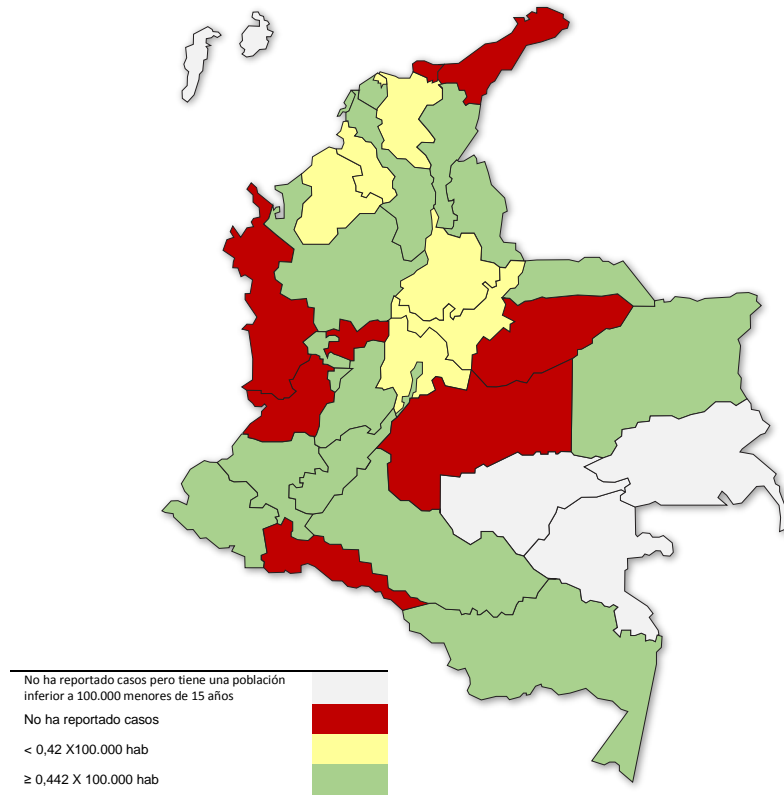 No ha reportado casos pero tiene una población
inferior a 100.000 menores de 15 años
No ha reportado casos
< 0,42 X100.000 hab
≥ 0,442 X 100.000 hab